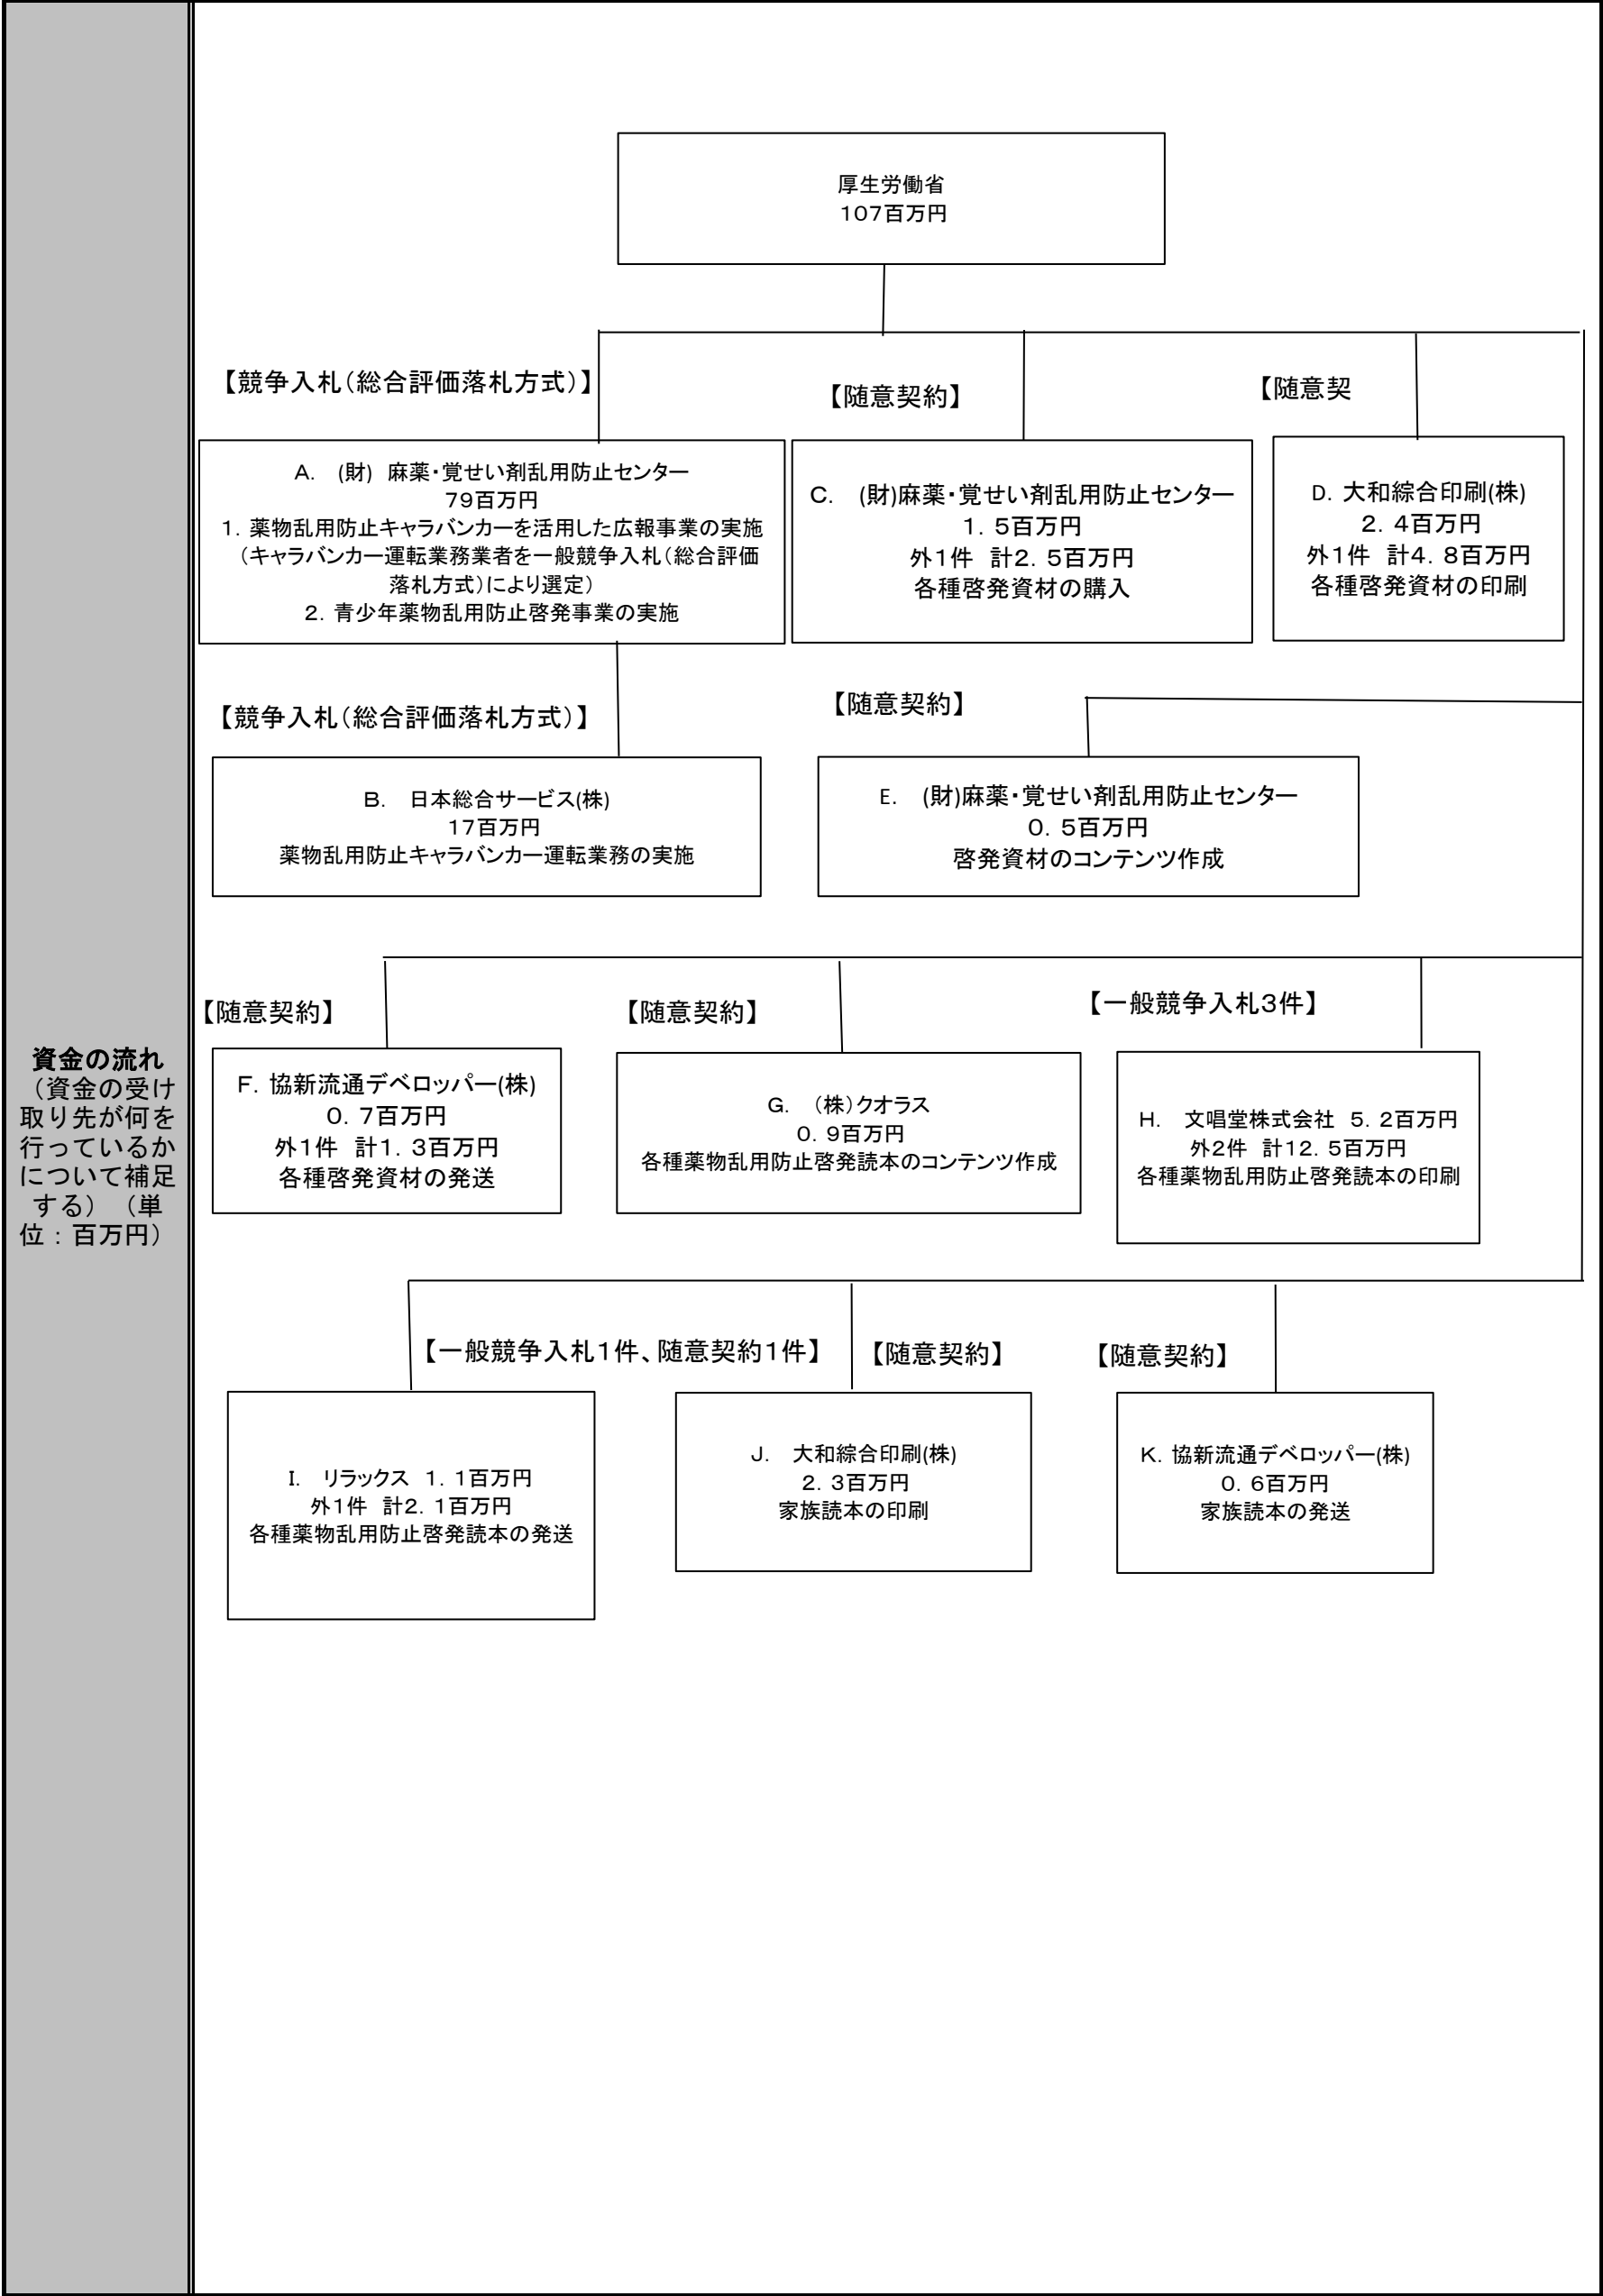 厚生労働省
107百万円
【競争入札（総合評価落札方式）】
【随意契約】
【随意契
A.　(財)　麻薬・覚せい剤乱用防止センター
79百万円
1．薬物乱用防止キャラバンカーを活用した広報事業の実施
（キャラバンカー運転業務業者を一般競争入札（総合評価
落札方式）により選定）
2．青少年薬物乱用防止啓発事業の実施
C.　(財)麻薬・覚せい剤乱用防止センター
1．5百万円
外1件　計2．5百万円
各種啓発資材の購入
D．大和綜合印刷(株)
2．4百万円
外1件　計4．8百万円
各種啓発資材の印刷
【競争入札（総合評価落札方式）】
【随意契約】
B.　日本総合サービス(株)
17百万円
薬物乱用防止キャラバンカー運転業務の実施
E.　(財)麻薬・覚せい剤乱用防止センター
0．5百万円
啓発資材のコンテンツ作成
【随意契約】
【随意契約】
【一般競争入札3件】
F．協新流通デベロッパー(株)
0．7百万円
外1件　計1．3百万円
各種啓発資材の発送
G.　（株）クオラス
0．9百万円
各種薬物乱用防止啓発読本のコンテンツ作成
H.　文唱堂株式会社　5．2百万円
外2件　計12．5百万円
各種薬物乱用防止啓発読本の印刷
資金の流れ
（資金の受け
取り先が何を
行っているか
について補足
する）　（単
位：百万円）
【一般競争入札1件、随意契約1件】
【随意契約】
【随意契約】
I.　リラックス　1．1百万円
外1件　計2．1百万円
各種薬物乱用防止啓発読本の発送
J.　大和綜合印刷(株)
2．3百万円
家族読本の印刷
K．協新流通デベロッパー(株)
0．6百万円
家族読本の発送